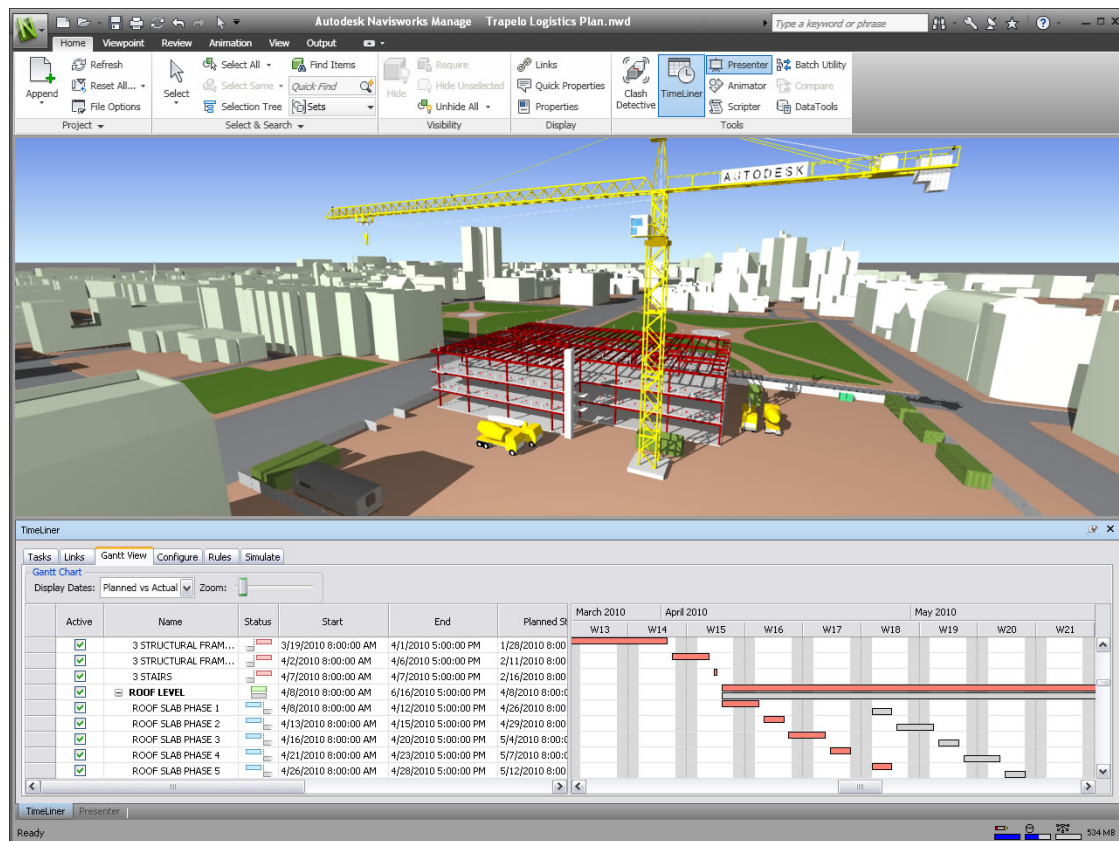 Autodesk Navisworks Manage Trapelo Logistics Plan.nwd
Type a keyword or phrase
Home Viewpoint Review Animation View Output
Append
Refresh
Reset All...
File Options
Project
Select
Select All
Select Same
Selection Tree
Find Items
Quick Find
Sets
Select & Search
Hide
Require
Hide Unselected
Unhide All
Visibility
Links
Quick Properties
Properties
Display
Clash Detective
TimeLiner
Presenter
Animator
Scripter
Batch Utility
Compare
DataTools
Tools
AUTODESK
TimeLiner
Tasks Links Gantt View Configure Rules Simulate
Gantt Chart
Display Dates: Planned vs Actual Zoom:
Active Name Status Start End Planned St
March 2010 April 2010 May 2010
W13 W14 W15 W16 W17 W18 W19 W20 W21
3 STRUCTURAL FRAM... 3/19/2010 8:00:00 AM 4/1/2010 5:00:00 PM 1/28/2010 8:00
3 STRUCTURAL FRAM... 4/2/2010 8:00:00 AM 4/6/2010 5:00:00 PM 2/11/2010 8:00
3 STAIRS 4/7/2010 8:00:00 AM 4/7/2010 5:00:00 PM 2/16/2010 8:00
ROOF LEVEL 4/8/2010 8:00:00 AM 6/16/2010 5:00:00 PM 4/8/2010 8:00:0
ROOF SLAB PHASE 1 4/8/2010 8:00:00 AM 4/12/2010 5:00:00 PM 4/26/2010 8:00
ROOF SLAB PHASE 2 4/13/2010 8:00:00 AM 4/15/2010 5:00:00 PM 4/29/2010 8:00
ROOF SLAB PHASE 3 4/16/2010 8:00:00 AM 4/20/2010 5:00:00 PM 5/4/2010 8:00:0
ROOF SLAB PHASE 4 4/21/2010 8:00:00 AM 4/23/2010 5:00:00 PM 5/7/2010 8:00:0
ROOF SLAB PHASE 5 4/26/2010 8:00:00 AM 4/28/2010 5:00:00 PM 5/12/2010 8:00
TimeLiner Presenter
Ready
534 MB